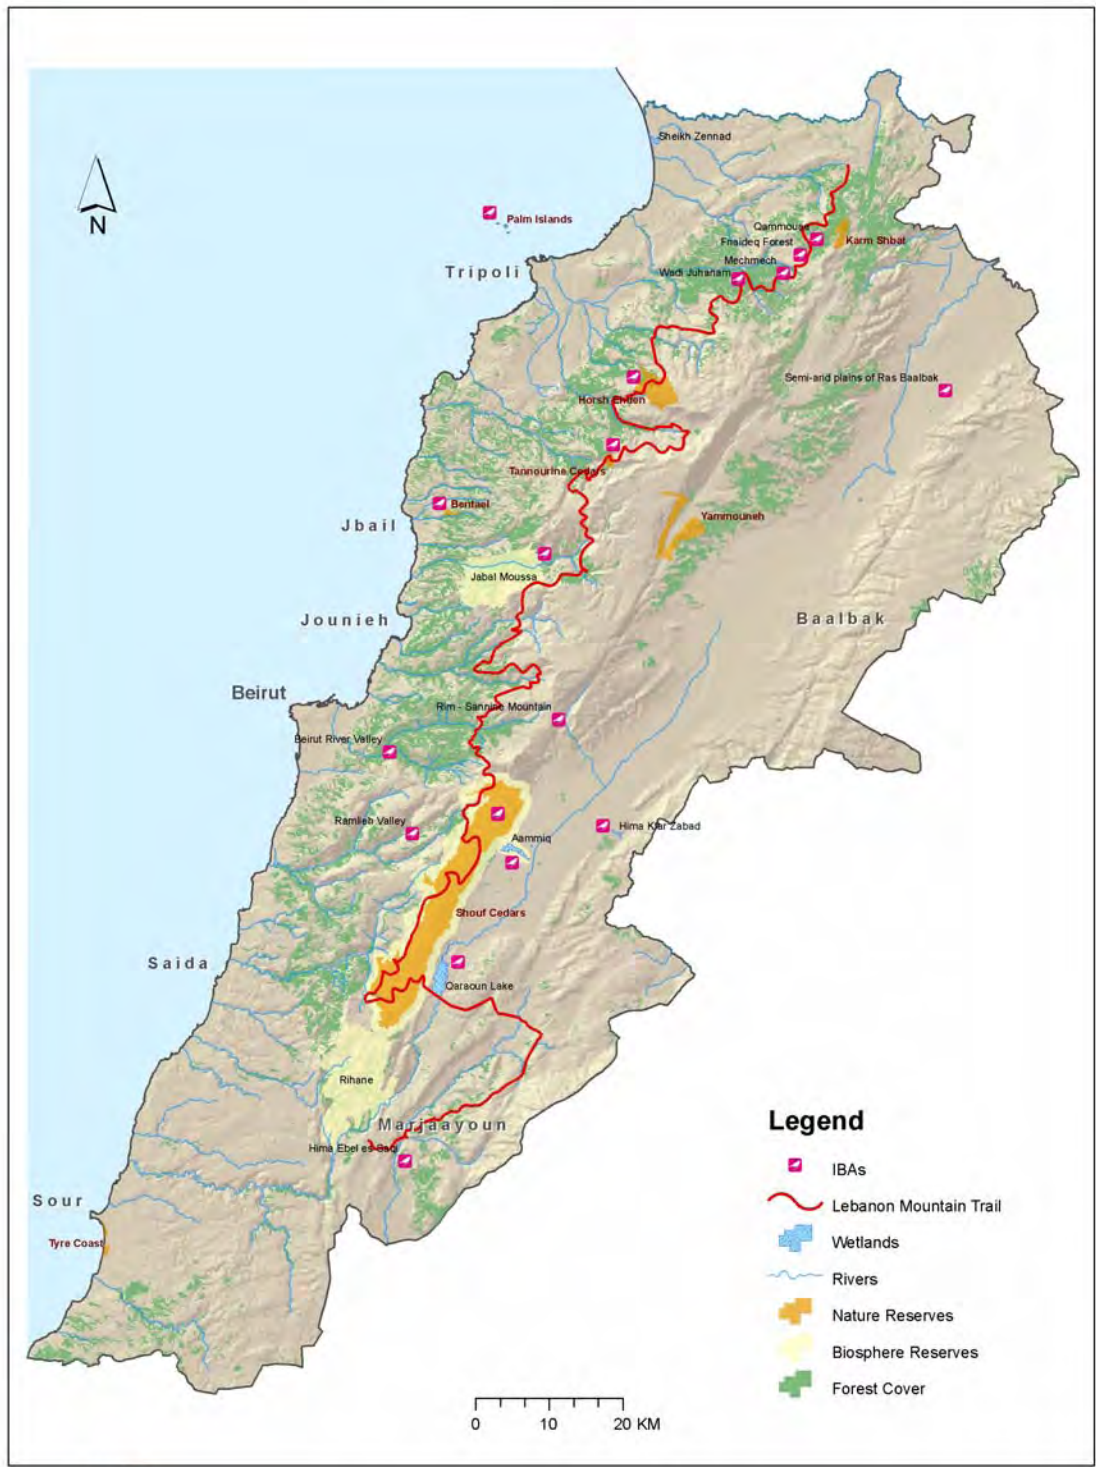 Sheikh Zennad
Palm Islands
N
Qammoua
Fnaideq Forest
Karm Shbat
Mechmech
Tripoli
Wadi Juhanam
Semi-arid plains of Ras Baalbak
Horsh Ehden
Tannourine Cedars
Bentael
Yammouneh
Jbail
Jabal Moussa
Jounieh
Baalbak
Beirut
Rim - Sannine Mountain
Beirut River Valley
Ramlieh Valley
Hima Kfar Zabad
Aammiq
Shouf Cedars
Saida
Qaraoun Lake
Rihane
Marjaayoun
Hima Ebel es-Saqi
Sour
Tyre Coast
Legend
IBAs
Lebanon Mountain Trail
Wetlands
Rivers
Nature Reserves
Biosphere Reserves
Forest Cover
0 10 20 KM